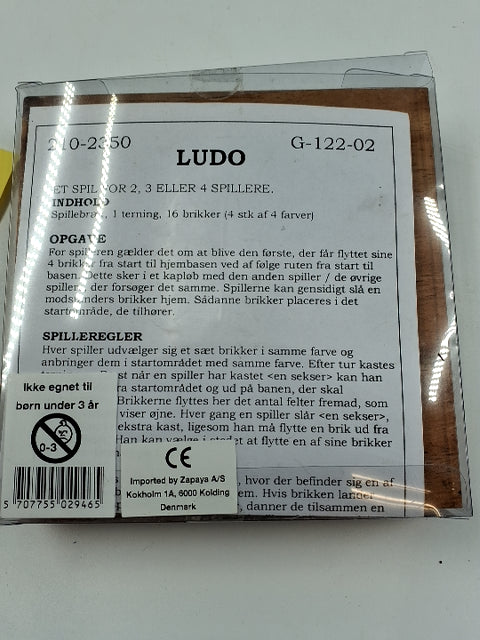 210-2350 G-122-02
LUDO
ET SPIL FOR 2, 3 ELLER 4 SPILLERE.
INDHOLD
Spillebræt, 1 terning, 16 brikker (4 stk af 4 farver)
OPGAVE
For spilleren gælder det om at blive den første, der får flyttet sine
4 brikker fra start til hjembasen ved af følge ruten fra start til
basen. Dette sker i et kapløb med den anden spiller / de øvrige
spillere, der forsøger det samme. Spillerne kan gensidigt slå en
modstanders brikker hjem. Sådanne brikker placeres i det
startområde, de tilhører.
SPILLEREGLER
Hver spiller udvælger sig et sæt brikker i samme farve og
anbringer dem i startområdet med samme farve. Efter tur kastes
Først når en spiller har kastet <en sekser> kan han
fra startområdet og ud på banen, der skal
Brikkerne flyttes her det antal felter fremad, som
viser øjne. Hver gang en spiller slår <en sekser>,
ekstra kast, ligesom han må flytte en brik ud fra
Han kan vælge i stedet at flytte en af sine brikker
, hvor der befinder sig en af
em. Hvis brikken lander
, danner de tilsammen en
Ikke egnet til
børn under 3 år
0-3
5 707755 029465
CE
Imported by Zapaya A/S
Kokholm 1A, 6000 Kolding
Denmark